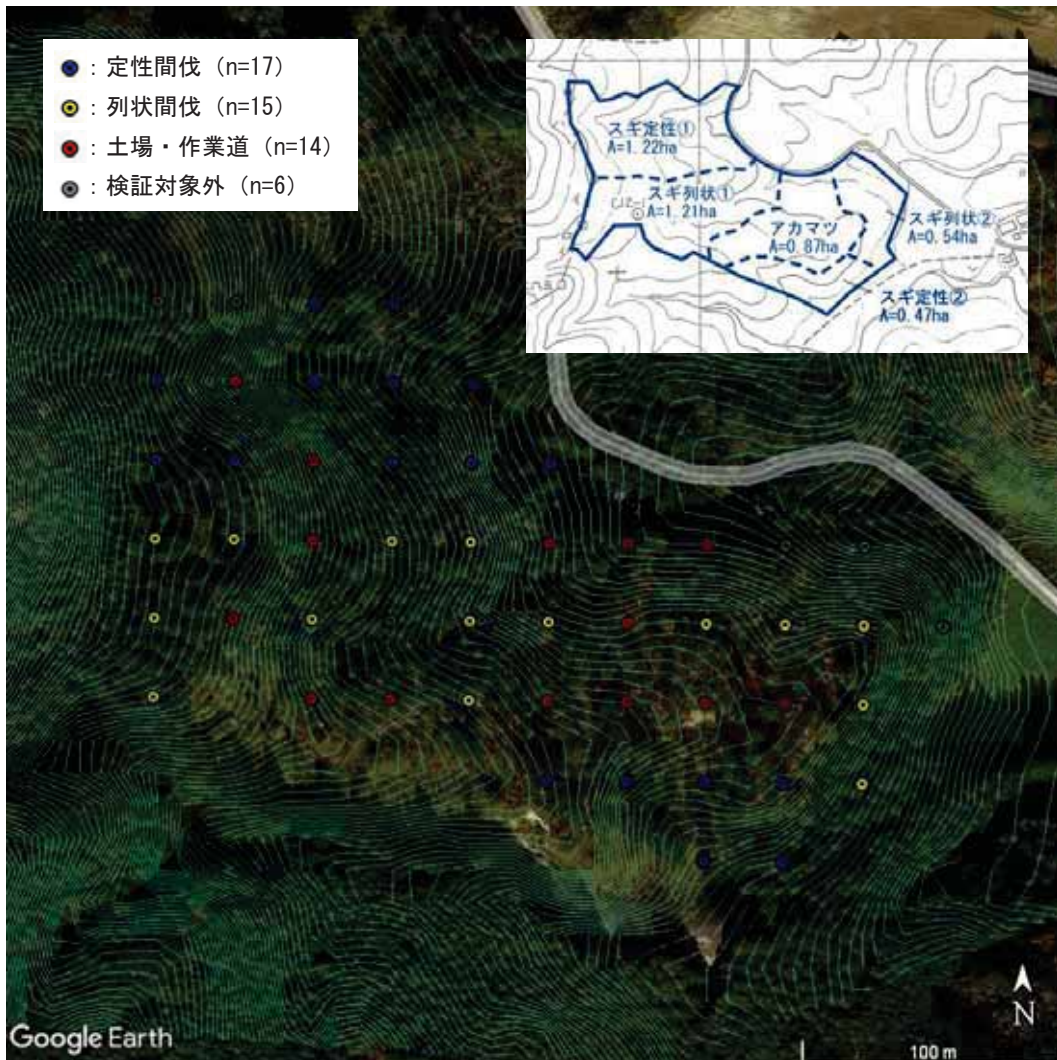 ：定性間伐（n=17）
：列状間伐（n=15）
：土場・作業道（n=14）
：検証対象外（n=6）
スギ定性①
A=1.22ha
スギ列状①
A=1.21ha
アカマツ
A=0.87ha
スギ列状②
A=0.54ha
スギ定性②
A=0.47ha
N
Google Earth
100 m